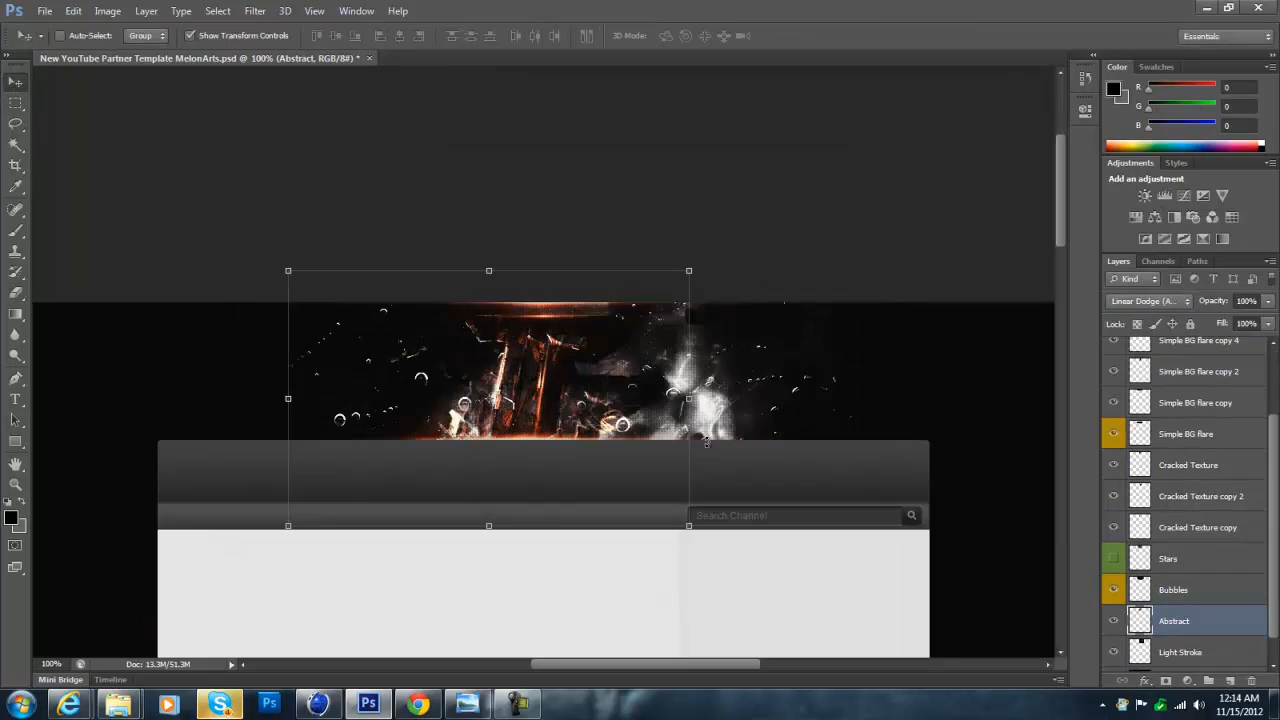 Ps File Edit Image Layer Type Select Filter 3D View Window Help
Auto-Select: Group Show Transform Controls 3D-Mode: Essentials
New YouTube Partner Template MelonArts.psd @ 100% (Abstract, RGB/8#) *
Color Swatches
R 0
G 0
B 0
Adjustments Styles
Add an adjustment
Layers Channels Paths
Kind
Linear Dodge (A... Opacity: 100%
Lock: Fill: 100%
Simple BG flare copy 4
Simple BG flare copy 2
Simple BG flare copy
Simple BG flare
Cracked Texture
Cracked Texture copy 2
Cracked Texture copy
Stars
Bubbles
Abstract
Light Stroke
Search Channel
100% Doc: 13.3M/51.3M
Mini Bridge Timeline
12:14 AM
11/15/2012